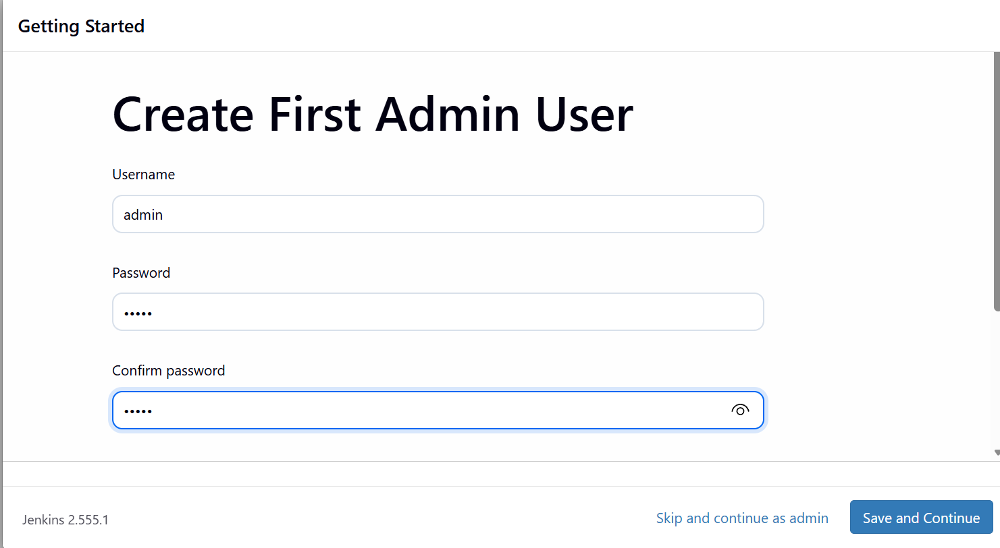 Getting Started
Create First Admin User
Username
admin
Password
•••••
Confirm password
•••••
Jenkins 2.555.1
Skip and continue as admin
Save and Continue